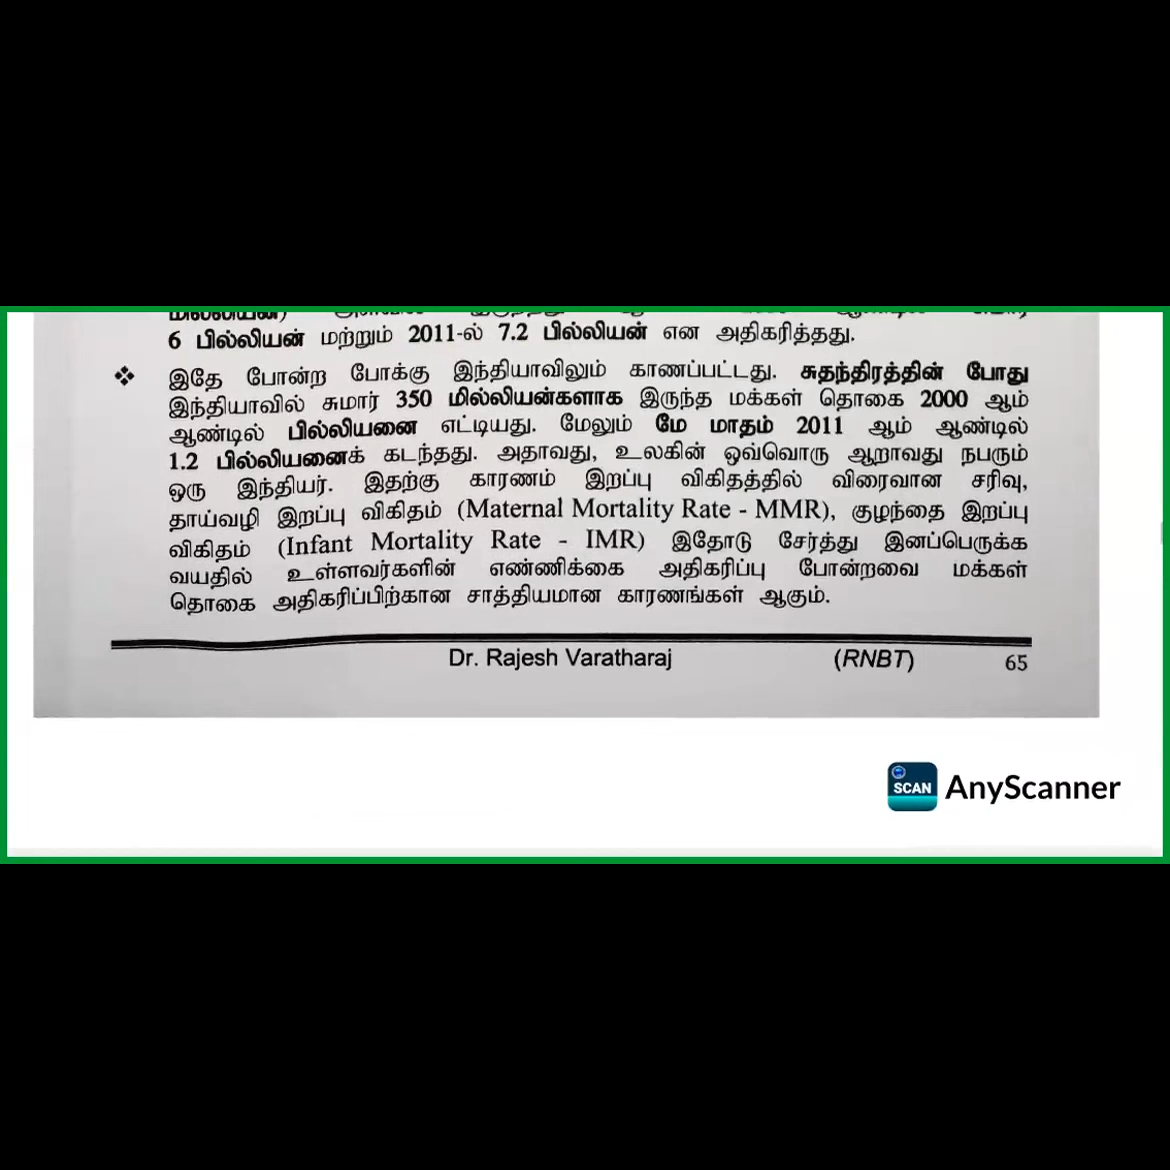 6 பில்லியன் மற்றும் 2011-ல் 7.2 பில்லியன் என அதிகரித்தது.
❖ இதே போன்ற போக்கு இந்தியாவிலும் காணப்பட்டது. சுதந்திரத்தின் போது
இந்தியாவில் சுமார் 350 மில்லியன்களாக இருந்த மக்கள் தொகை 2000 ஆம்
ஆண்டில் பில்லியனை எட்டியது. மேலும் மே மாதம் 2011 ஆம் ஆண்டில்
1.2 பில்லியனைக் கடந்தது. அதாவது, உலகின் ஒவ்வொரு ஆறாவது நபரும்
ஒரு இந்தியர். இதற்கு காரணம் இறப்பு விகிதத்தில் விரைவான சரிவு,
தாய்வழி இறப்பு விகிதம் (Maternal Mortality Rate - MMR), குழந்தை இறப்பு
விகிதம் (Infant Mortality Rate - IMR) இதோடு சேர்த்து இனப்பெருக்க
வயதில் உள்ளவர்களின் எண்ணிக்கை அதிகரிப்பு போன்றவை மக்கள்
தொகை அதிகரிப்பிற்கான சாத்தியமான காரணங்கள் ஆகும்.
Dr. Rajesh Varatharaj (RNBT) 65
SCAN AnyScanner